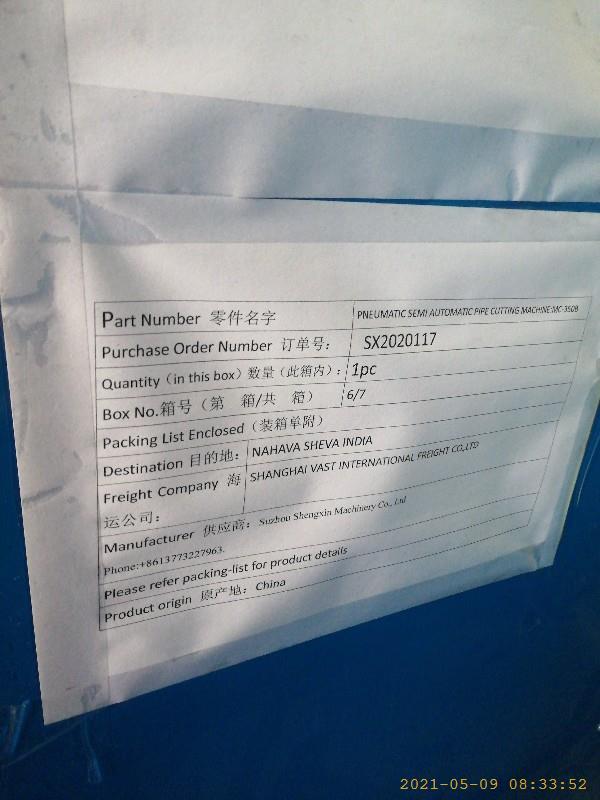 Part Number 零件名字 PNEUMATIC SEMI AUTOMATIC PIPE CUTTING MACHINE:MC-350B
Purchase Order Number 订单号： SX2020117
Quantity（in this box）数量（此箱内）： 1pc
Box No.箱号（第 箱/共 箱） 6/7
Packing List Enclosed（装箱单附）
Destination 目的地： NAHAVA SHEVA INDIA
Freight Company 海运公司： SHANGHAI VAST INTERNATIONAL FREIGHT CO,.LTD
Manufacturer 供应商：Suzhou Shengxin Machinery Co., Ltd
Phone:+8613773227963.
Please refer packing-list for product details
Product origin 原产地：China
2021-05-09 08:33:52